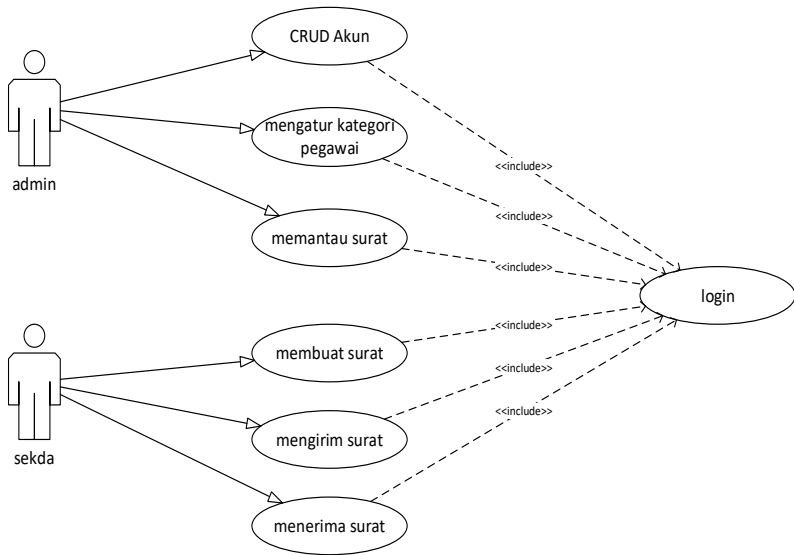 CRUD Akun
mengatur kategori
pegawai
admin
<<include>>
<<include>>
memantau surat
<<include>>
login
membuat surat
<<include>>
sekda
<<include>>
mengirim surat
<<include>>
menerima surat